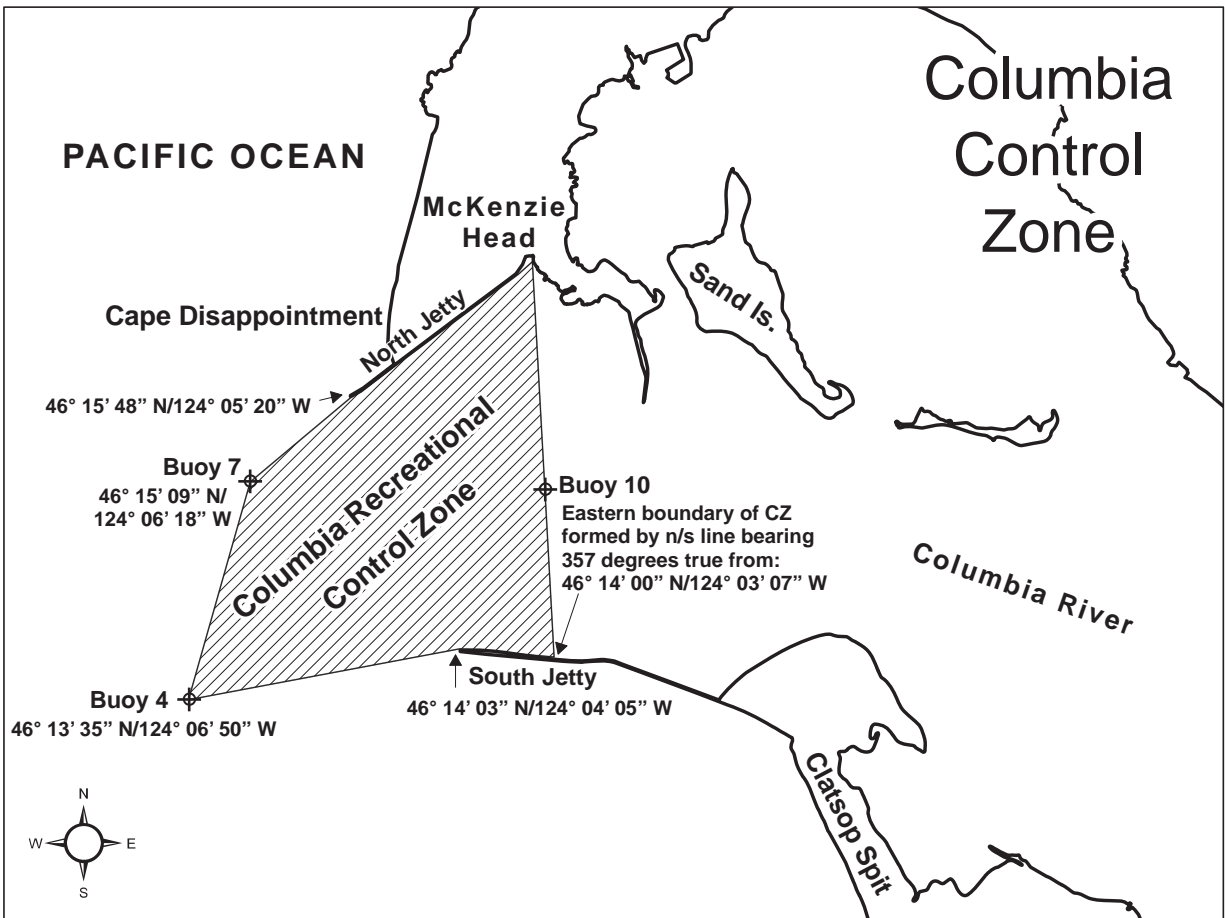 Columbia
Control
Zone
PACIFIC OCEAN
McKenzie
Head
Sand Is.
Cape Disappointment
North Jetty
46° 15’ 48” N/124° 05’ 20” W
Columbia Recreational
Control Zone
Buoy 7
46° 15’ 09” N/
124° 06’ 18” W
Buoy 10
Eastern boundary of CZ
formed by n/s line bearing
357 degrees true from:
46° 14’ 00” N/124° 03’ 07” W
Columbia River
South Jetty
46° 14’ 03” N/124° 04’ 05” W
Buoy 4
46° 13’ 35” N/124° 06’ 50” W
Clatsop Spit
N
W
E
S